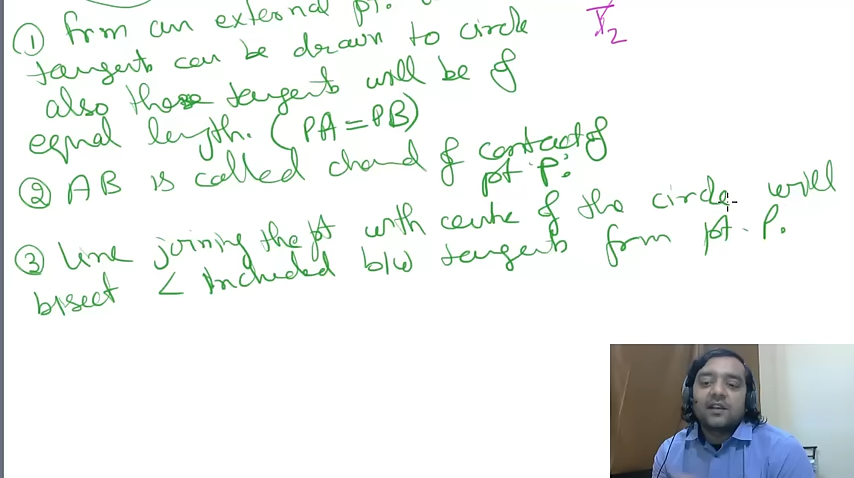 ① From an external pt.
tangents can be drawn to circle
also these tangents will be of
equal length. (PA = PB)
② AB is called chord of contact of
pt P.
③ Line joining the pt with centre of the circle will
bisect < included b/w tangents from pt. P.